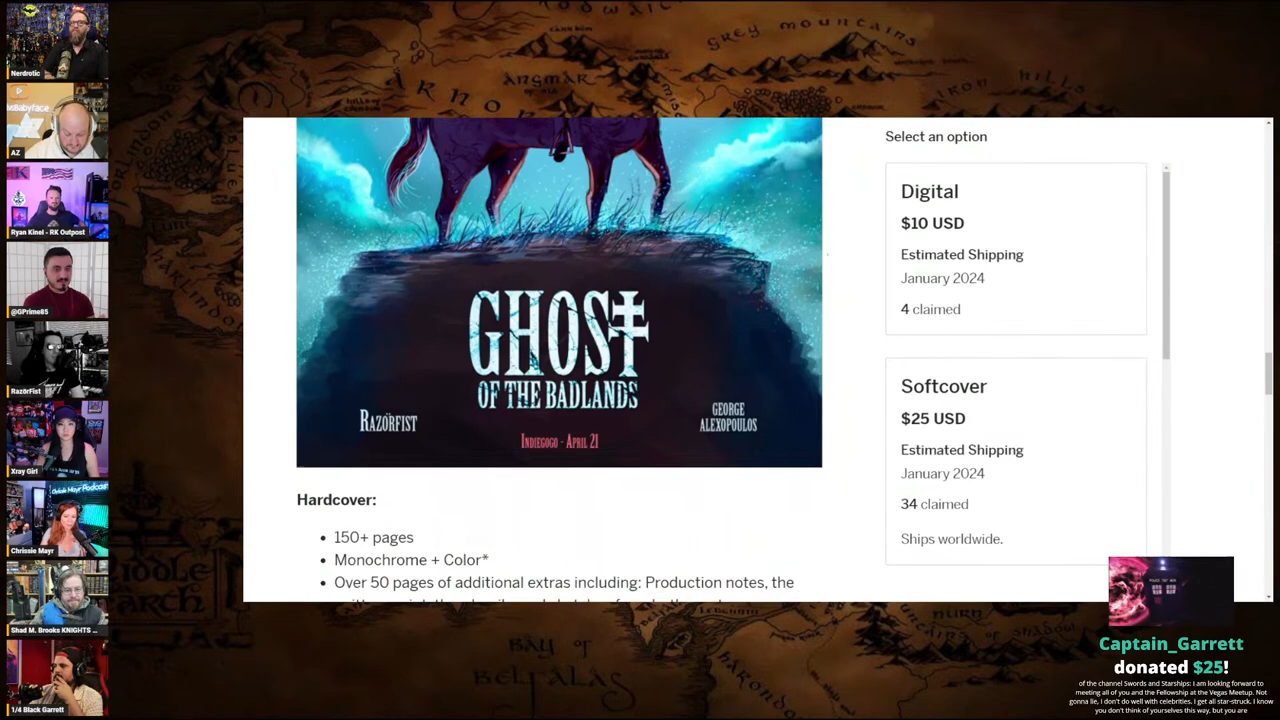 Nerdrotic
AZ
Ryan Kinel - RK Outpost
@GPrime85
RazörFist
Xray Girl
Chrissie Mayr
Shad M. Brooks KNIGHTS ...
1/4 Black Garrett
GREY MOUNTAINS
ANGMAR
BAY OF
BELFALAS
GHOST
OF THE BADLANDS
RAZÖRFIST
GEORGE
ALEXOPOULOS
INDIEGOGO - APRIL 21
Hardcover:
• 150+ pages
• Monochrome + Color*
• Over 50 pages of additional extras including: Production notes, the
Select an option
Digital
$10 USD
Estimated Shipping
January 2024
4 claimed
Softcover
$25 USD
Estimated Shipping
January 2024
34 claimed
Ships worldwide.
Captain_Garrett
donated $25!
of the channel Swords and Starships: I am looking forward to
meeting all of you and the Fellowship at the Vegas Meetup. Not
gonna lie, I don't do well with celebrities. I get all star-struck. I know
you don't think of yourselves this way, but you are